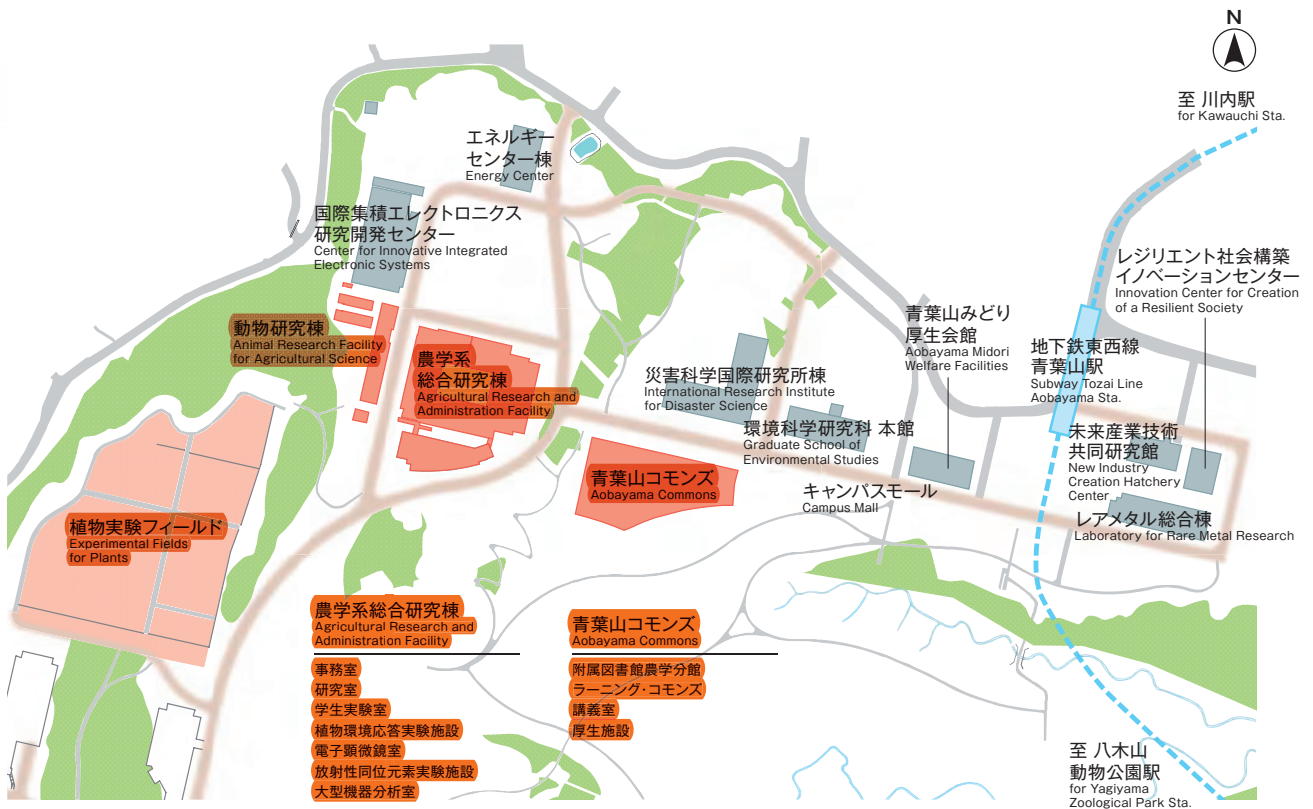 N
至 川内駅
for Kawauchi Sta.
エネルギー
センター棟
Energy Center
国際集積エレクトロニクス
研究開発センター
Center for Innovative Integrated
Electronic Systems
レジリエント社会構築
イノベーションセンター
Innovation Center for Creation
of a Resilient Society
動物研究棟
Animal Research Facility
for Agricultural Science
農学系
総合研究棟
Agricultural Research and
Administration Facility
青葉山みどり
厚生会館
Aobayama Midori
Welfare Facilities
地下鉄東西線
青葉山駅
Subway Tozai Line
Aobayama Sta.
災害科学国際研究所棟
International Research Institute
for Disaster Science
環境科学研究科 本館
Graduate School of
Environmental Studies
未来産業技術
共同研究館
New Industry
Creation Hatchery
Center
青葉山コモンズ
Aobayama Commons
キャンパスモール
Campus Mall
レアメタル総合棟
Laboratory for Rare Metal Research
植物実験フィールド
Experimental Fields
for Plants
農学系総合研究棟
Agricultural Research and
Administration Facility
事務室
研究室
学生実験室
植物環境応答実験施設
電子顕微鏡室
放射性同位元素実験施設
大型機器分析室
青葉山コモンズ
Aobayama Commons
附属図書館農学分館
ラーニング・コモンズ
講義室
厚生施設
至 八木山
動物公園駅
for Yagiyama
Zoological Park Sta.